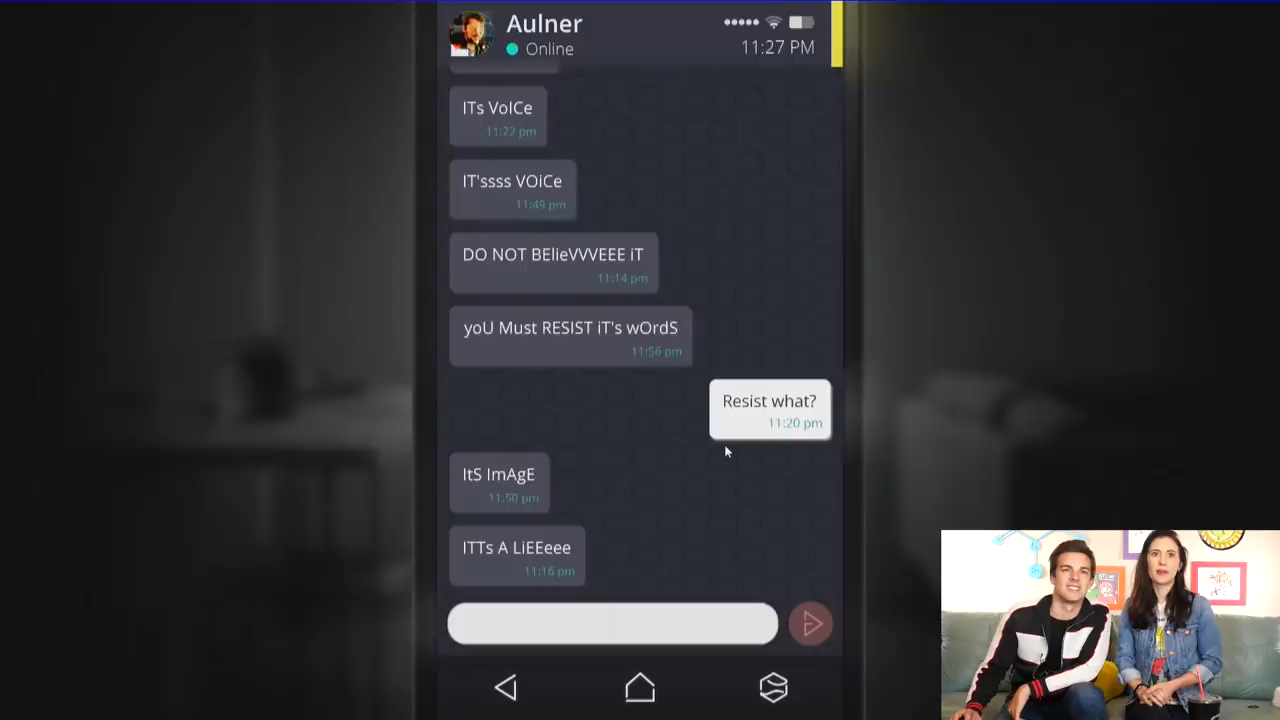 Aulner
Online
11:27 PM
ITs VoICe
11:22 pm
IT'ssss VOiCe
11:49 pm
DO NOT BElieVVVEEE iT
11:14 pm
yoU Must RESIST iT's wOrdS
11:56 pm
Resist what?
11:20 pm
ItS ImAgE
11:50 pm
ITTs A LiEEeee
11:16 pm